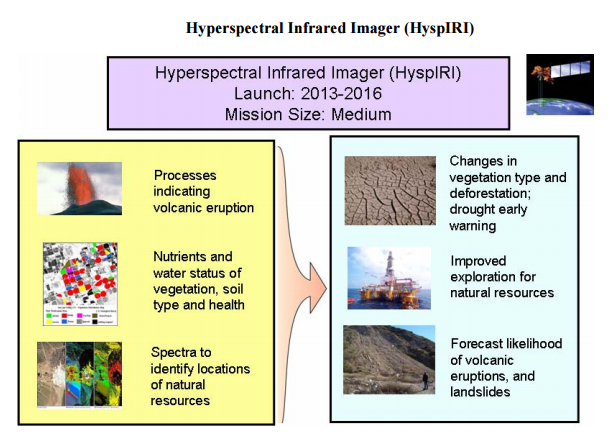 Hyperspectral Infrared Imager (HyspIRI)
Hyperspectral Infrared Imager (HyspIRI)
Launch: 2013-2016
Mission Size: Medium
Processes
indicating
volcanic eruption
Nutrients and
water status of
vegetation, soil
type and health
Spectra to
identify locations
of natural
resources
Changes in
vegetation type and
deforestation;
drought early
warning
Improved
exploration for
natural resources
Forecast likelihood
of volcanic
eruptions, and
landslides